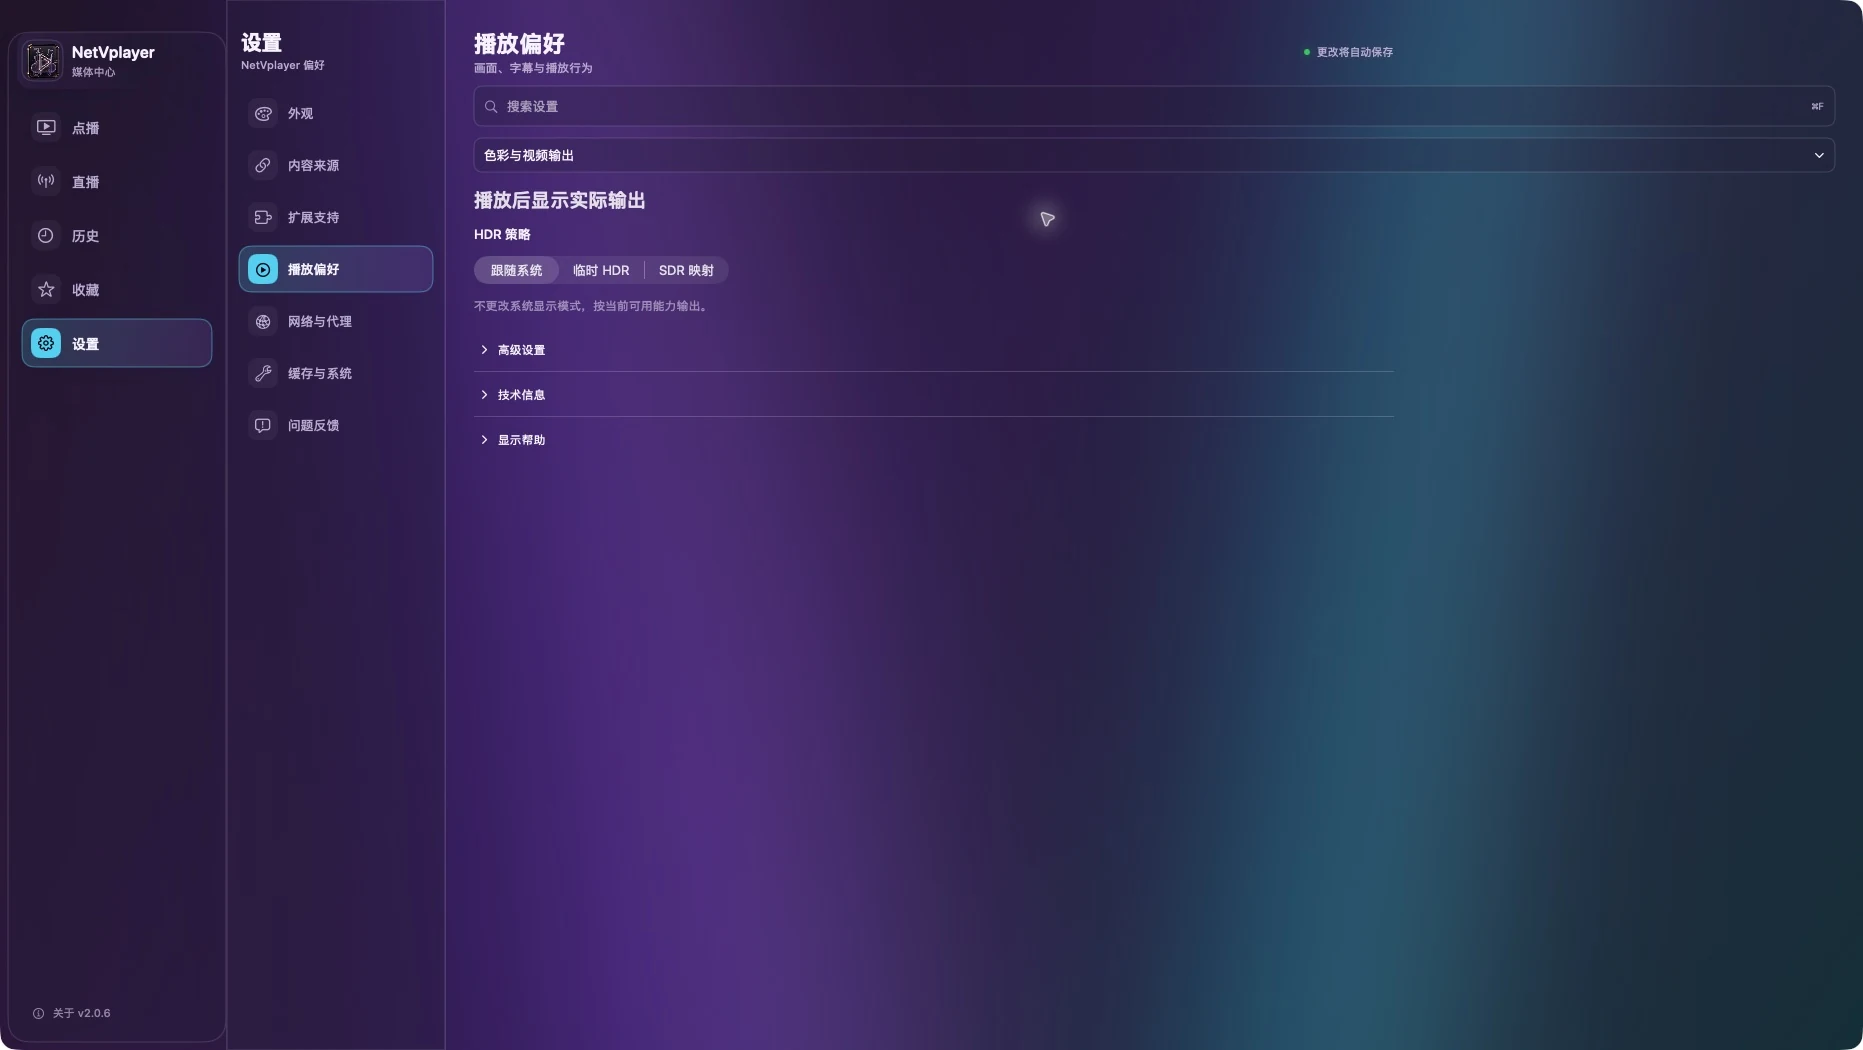 NetVplayer
媒体中心
点播
直播
历史
收藏
设置
关于 v2.0.6
设置
NetVplayer 偏好
外观
内容来源
扩展支持
播放偏好
网络与代理
缓存与系统
问题反馈
播放偏好
画面、字幕与播放行为
更改将自动保存
搜索设置
⌘F
色彩与视频输出
播放后显示实际输出
HDR 策略
跟随系统 临时 HDR SDR 映射
不更改系统显示模式，按当前可用能力输出。
高级设置
技术信息
显示帮助